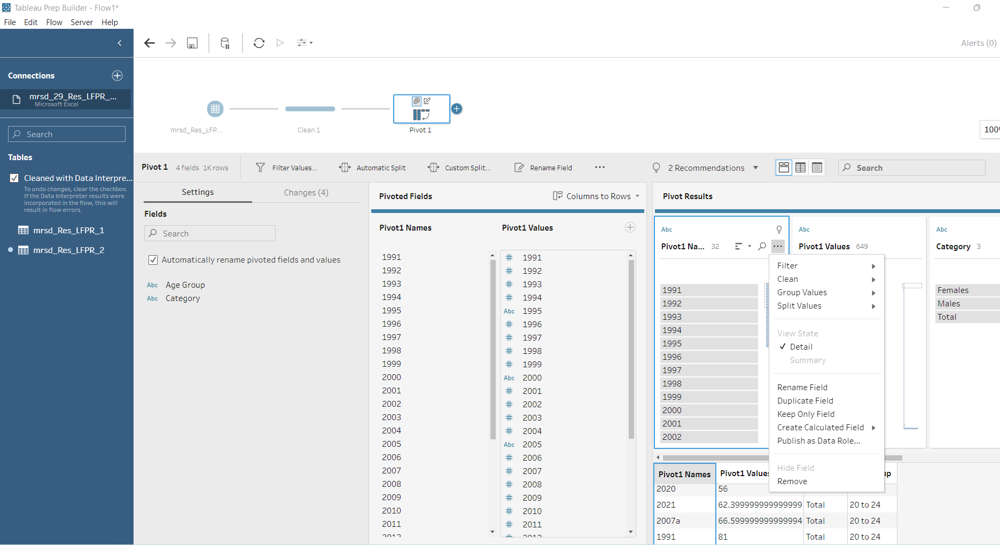 Tableau Prep Builder - Flow1*
File Edit Flow Server Help
Alerts (0)
Connections
mrsd_29_Res_LFPR_...
Microsoft Excel
Search
Tables
Cleaned with Data Interpre...
To undo changes, clear the checkbox.
If the Data Interpreter results were
incorporated in the flow, this will
result in flow errors.
mrsd_Res_LFPR_1
mrsd_Res_LFPR_2
mrsd_Res_LFP...
Clean 1
Pivot 1
100%
Pivot 1 4 fields 1K rows Filter Values... Automatic Split Custom Split... Rename Field ... 2 Recommendations Search
Settings Changes (4)
Fields
Search
Automatically rename pivoted fields and values
Abc Age Group
Abc Category
Pivoted Fields Columns to Rows
Pivot1 Names Pivot1 Values
1991 # 1991
1992 # 1992
1993 # 1993
1994 # 1994
1995 Abc 1995
1996 # 1996
1997 # 1997
1998 # 1998
1999 # 1999
2000 Abc 2000
2001 # 2001
2002 # 2002
2003 # 2003
2004 # 2004
2005 Abc 2005
2006 # 2006
2007 # 2007
2008 # 2008
2009 # 2009
2010 # 2010
2011 # 2011
2012 # 2012
Pivot Results
Abc Abc Abc
Pivot1 Na... 32 Pivot1 Values 649 Category 3
1991
1992
1993
1994
1995
1996
1997
1998
1999
2000
2001
2002
Filter
Clean
Group Values
Split Values
View State
Detail
Summary
Rename Field
Duplicate Field
Keep Only Field
Create Calculated Field
Publish as Data Role...
Hide Field
Remove
Females
Males
Total
Pivot1 Names Pivot1 Values up
2020 56
2021 62.399999999999999 Total 20 to 24
2007a 66.599999999999994 Total 20 to 24
1991 81 Total 20 to 24